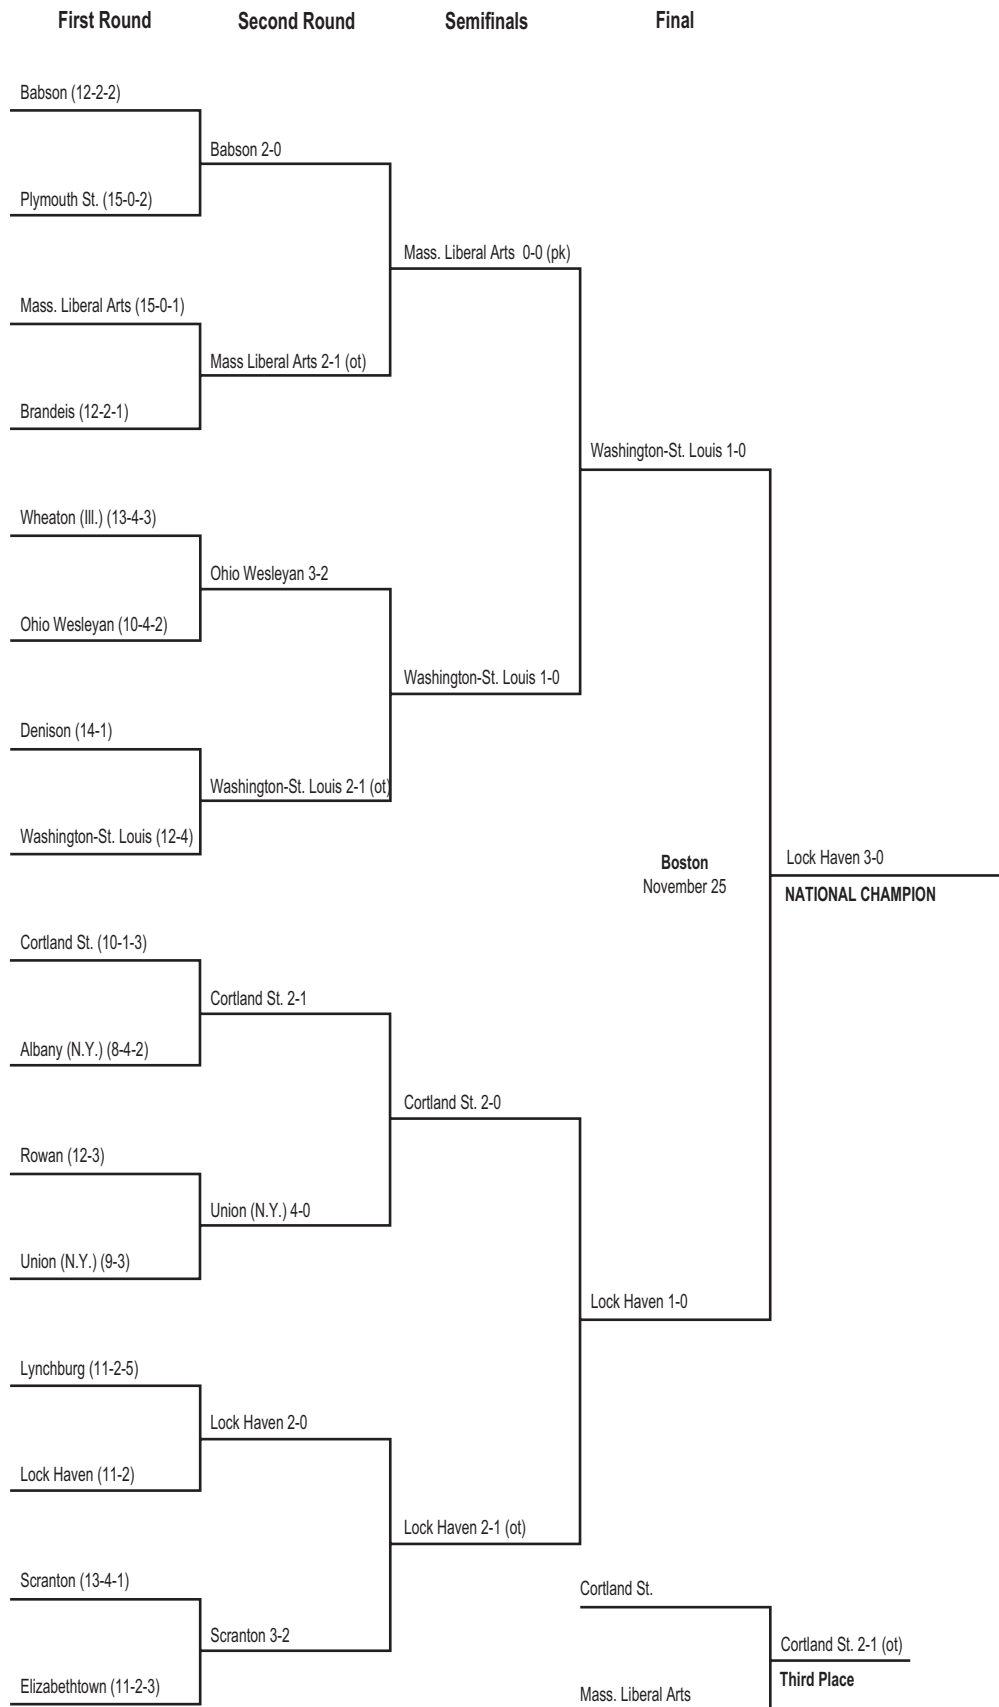 First Round
Second Round
Semifinals
Final
Babson (12-2-2)
Babson 2-0
Plymouth St. (15-0-2)
Mass. Liberal Arts  0-0 (pk)
Mass. Liberal Arts (15-0-1)
Mass Liberal Arts 2-1 (ot)
Brandeis (12-2-1)
Washington-St. Louis 1-0
Wheaton (Ill.) (13-4-3)
Ohio Wesleyan 3-2
Ohio Wesleyan (10-4-2)
Washington-St. Louis 1-0
Denison (14-1)
Washington-St. Louis 2-1 (ot)
Washington-St. Louis (12-4)
Boston
November 25
Lock Haven 3-0
NATIONAL CHAMPION
Cortland St. (10-1-3)
Cortland St. 2-1
Albany (N.Y.) (8-4-2)
Cortland St. 2-0
Rowan (12-3)
Union (N.Y.) 4-0
Union (N.Y.) (9-3)
Lock Haven 1-0
Lynchburg (11-2-5)
Lock Haven 2-0
Lock Haven (11-2)
Lock Haven 2-1 (ot)
Scranton (13-4-1)
Scranton 3-2
Elizabethtown (11-2-3)
Cortland St.
Cortland St. 2-1 (ot)
Third Place
Mass. Liberal Arts